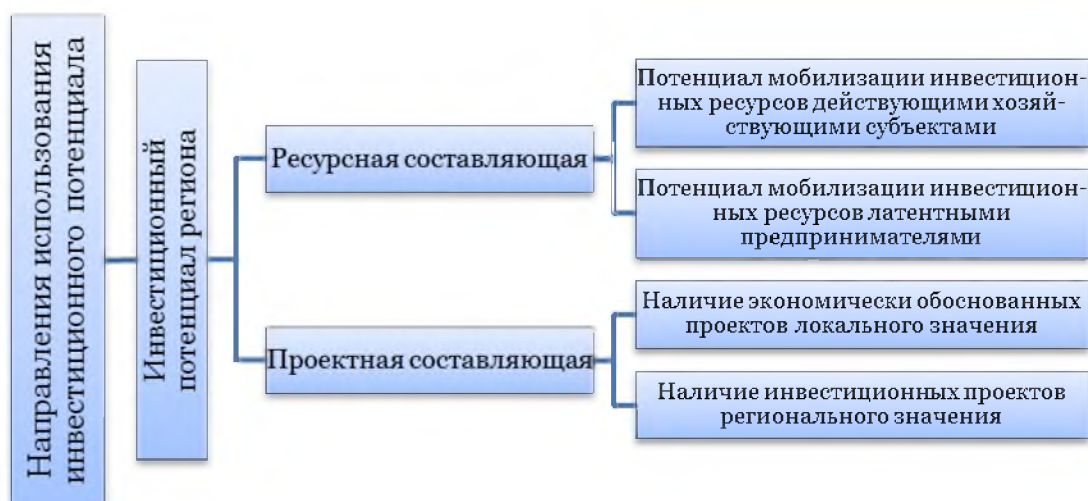 Направления использования
инвестиционного потенциала
Инвестиционный
потенциал региона
Ресурсная составляющая
Потенциал мобилизации инвестицион-
ных ресурсов действующими хозяй-
ствующими субъектами
Потенциал мобилизации инвестицион-
ных ресурсов латентными
предпринимателями
Проектная составляющая
Наличие экономически обоснованных
проектов локального значения
Наличие инвестиционных проектов
регионального значения